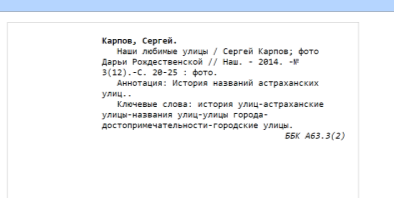 Карпов, Сергей.
Наши любимые улицы / Сергей Карпов; фото
Дарьи Рождественской // Наш. - 2014. -№
3(12).-С. 20-25 : фото.
Аннотация: История названий астраханских
улиц..
Ключевые слова: история улиц-астраханские
улицы-названия улиц-улицы города-
достопримечательности-городские улицы.
ББК А63.3(2)